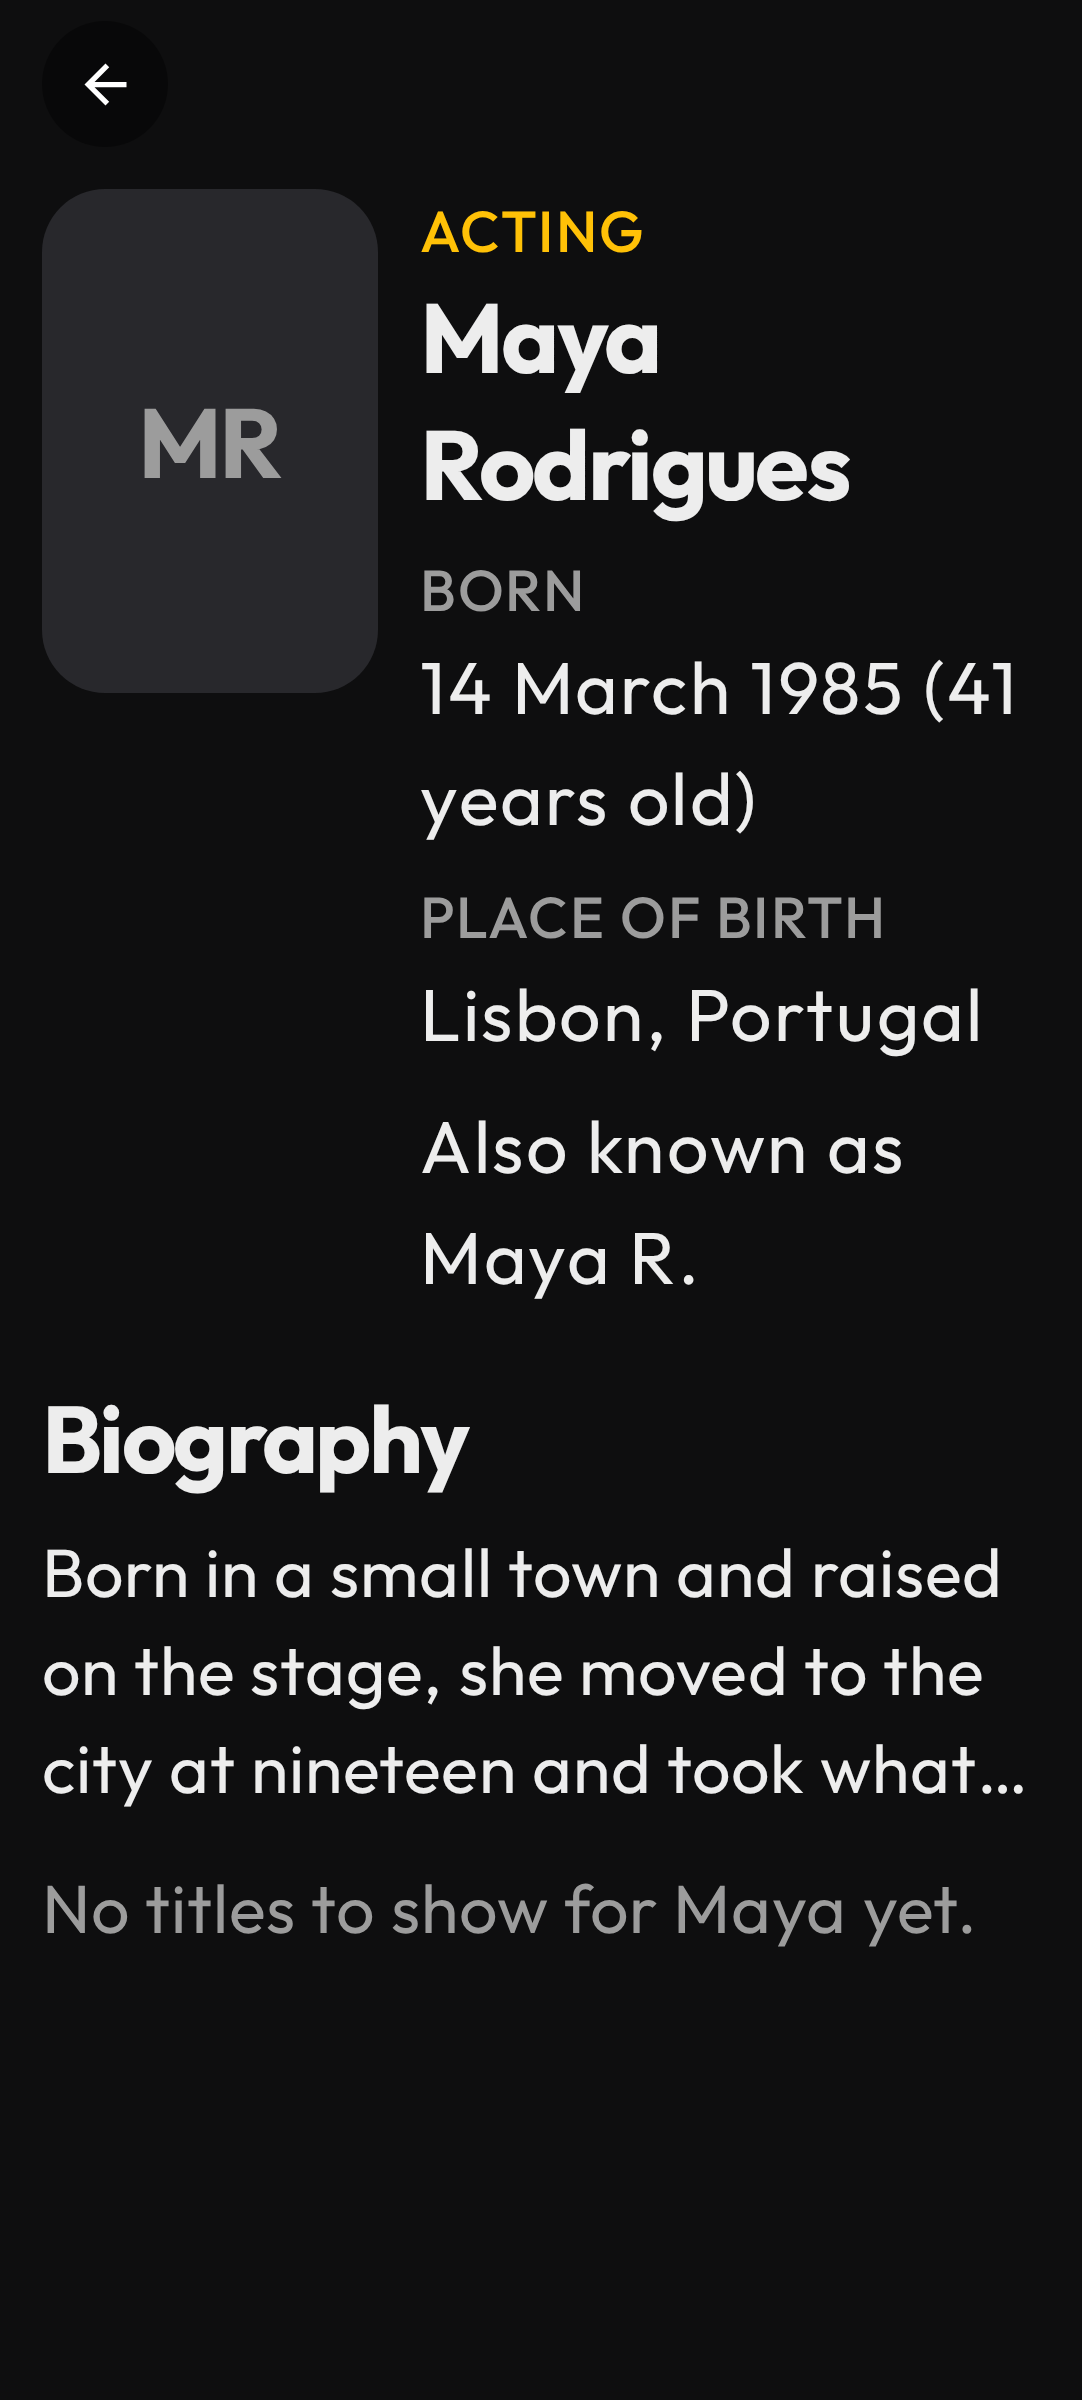 ACTING
Maya
Rodrigues
MR
BORN
14 March 1985 (41
years old)
PLACE OF BIRTH
Lisbon, Portugal
Also known as
Maya R.
Biography
Born in a small town and raised
on the stage, she moved to the
city at nineteen and took what…
No titles to show for Maya yet.